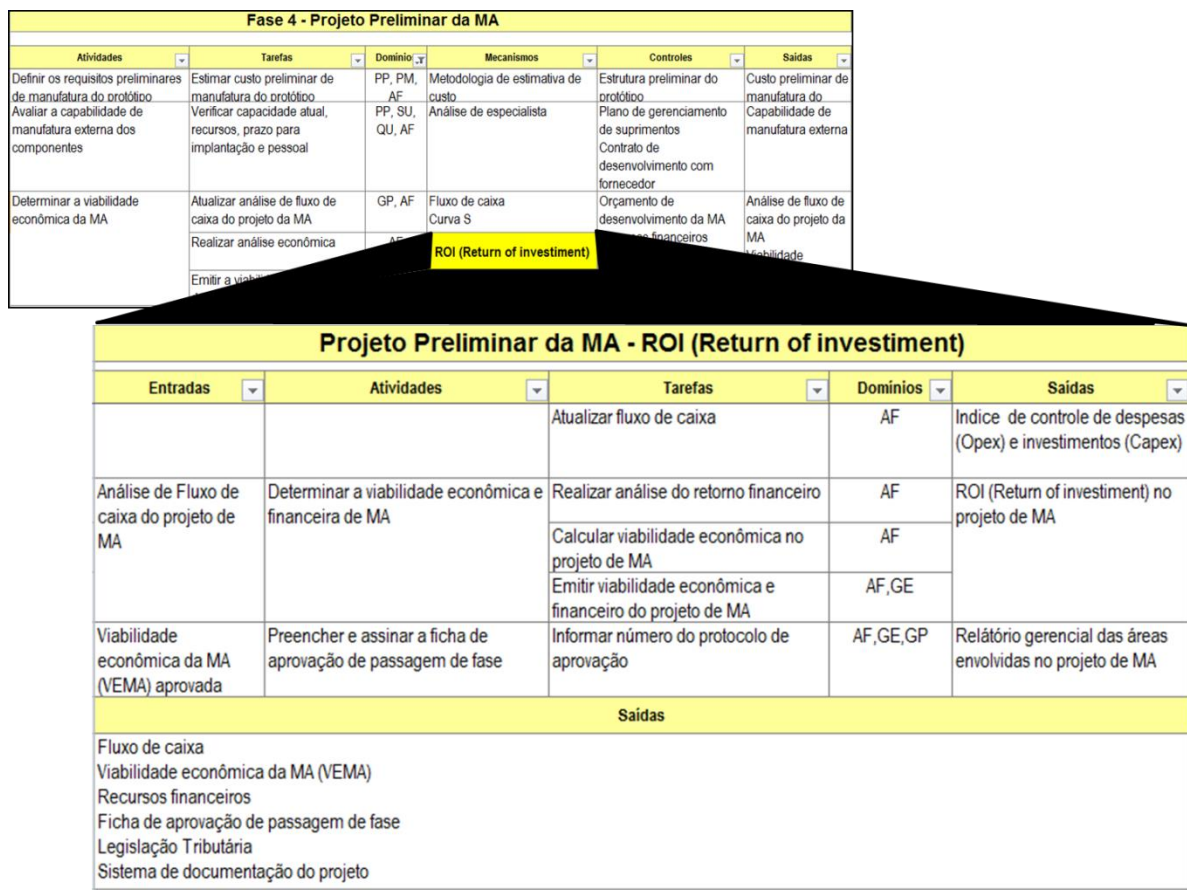 Fase 4 - Projeto Preliminar da MA
Atividades Tarefas Domínio Mecanismos Controles Saídas
Definir os requisitos preliminares Estimar custo preliminar de PP, PM, Metodologia de estimativa de Estrutura preliminar do Custo preliminar de
de manufatura do protótipo manufatura do protótipo AF custo protótipo manufatura do
Avaliar a capabilidade de Verificar capacidade atual, PP, SU, Análise de especialista Plano de gerenciamento Capabilidade de
manufatura externa dos recursos, prazo para QU, AF de suprimentos manufatura externa
componentes implantação e pessoal Contrato de
desenvolvimento com
fornecedor
Determinar a viabilidade Atualizar análise de fluxo de GP, AF Fluxo de caixa Orçamento de Análise de fluxo de
econômica da MA caixa do projeto da MA Curva S desenvolvimento da MA caixa do projeto da
Realizar análise econômica ROI (Return of investiment) financeiros MA
Viabilidade
Emitir a
Projeto Preliminar da MA - ROI (Return of investiment)
Entradas Atividades Tarefas Domínios Saídas
Atualizar fluxo de caixa AF Indice de controle de despesas
(Opex) e investimentos (Capex)
Análise de Fluxo de Determinar a viabilidade econômica e Realizar análise do retorno financeiro AF ROI (Return of investiment) no
caixa do projeto de financeira de MA projeto de MA
MA Calcular viabilidade econômica no AF
projeto de MA
Emitir viabilidade econômica e AF,GE
financeiro do projeto de MA
Viabilidade Preencher e assinar a ficha de Informar número do protocolo de AF,GE,GP Relátório gerencial das áreas
econômica da MA aprovação de passagem de fase aprovação envolvidas no projeto de MA
(VEMA) aprovada
Saídas
Fluxo de caixa
Viabilidade econômica da MA (VEMA)
Recursos financeiros
Ficha de aprovação de passagem de fase
Legislação Tributária
Sistema de documentação do projeto